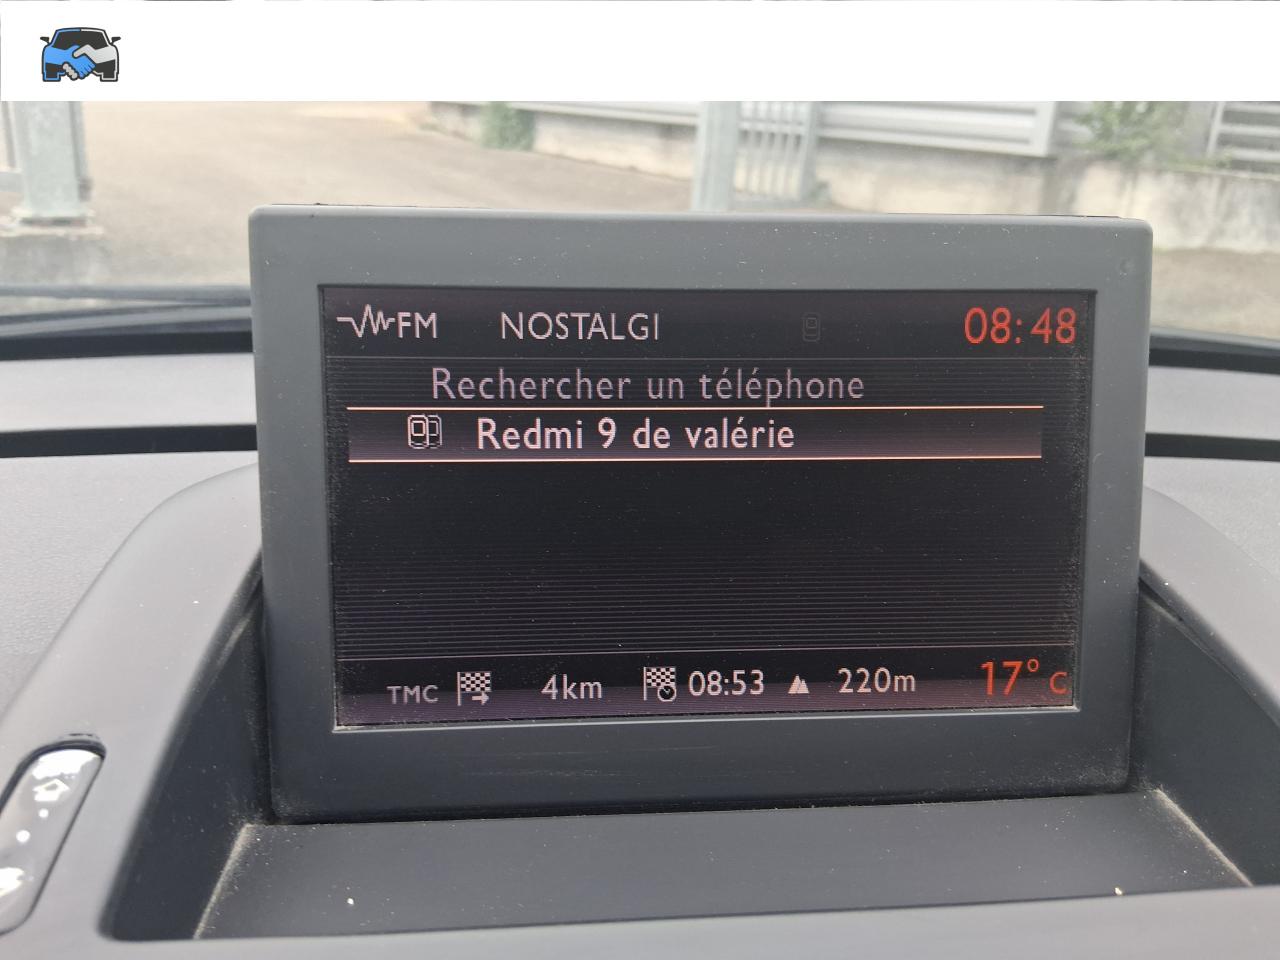 FM NOSTALGI 08:48
Rechercher un téléphone
Redmi 9 de valérie
TMC 4km 08:53 220m 17° C